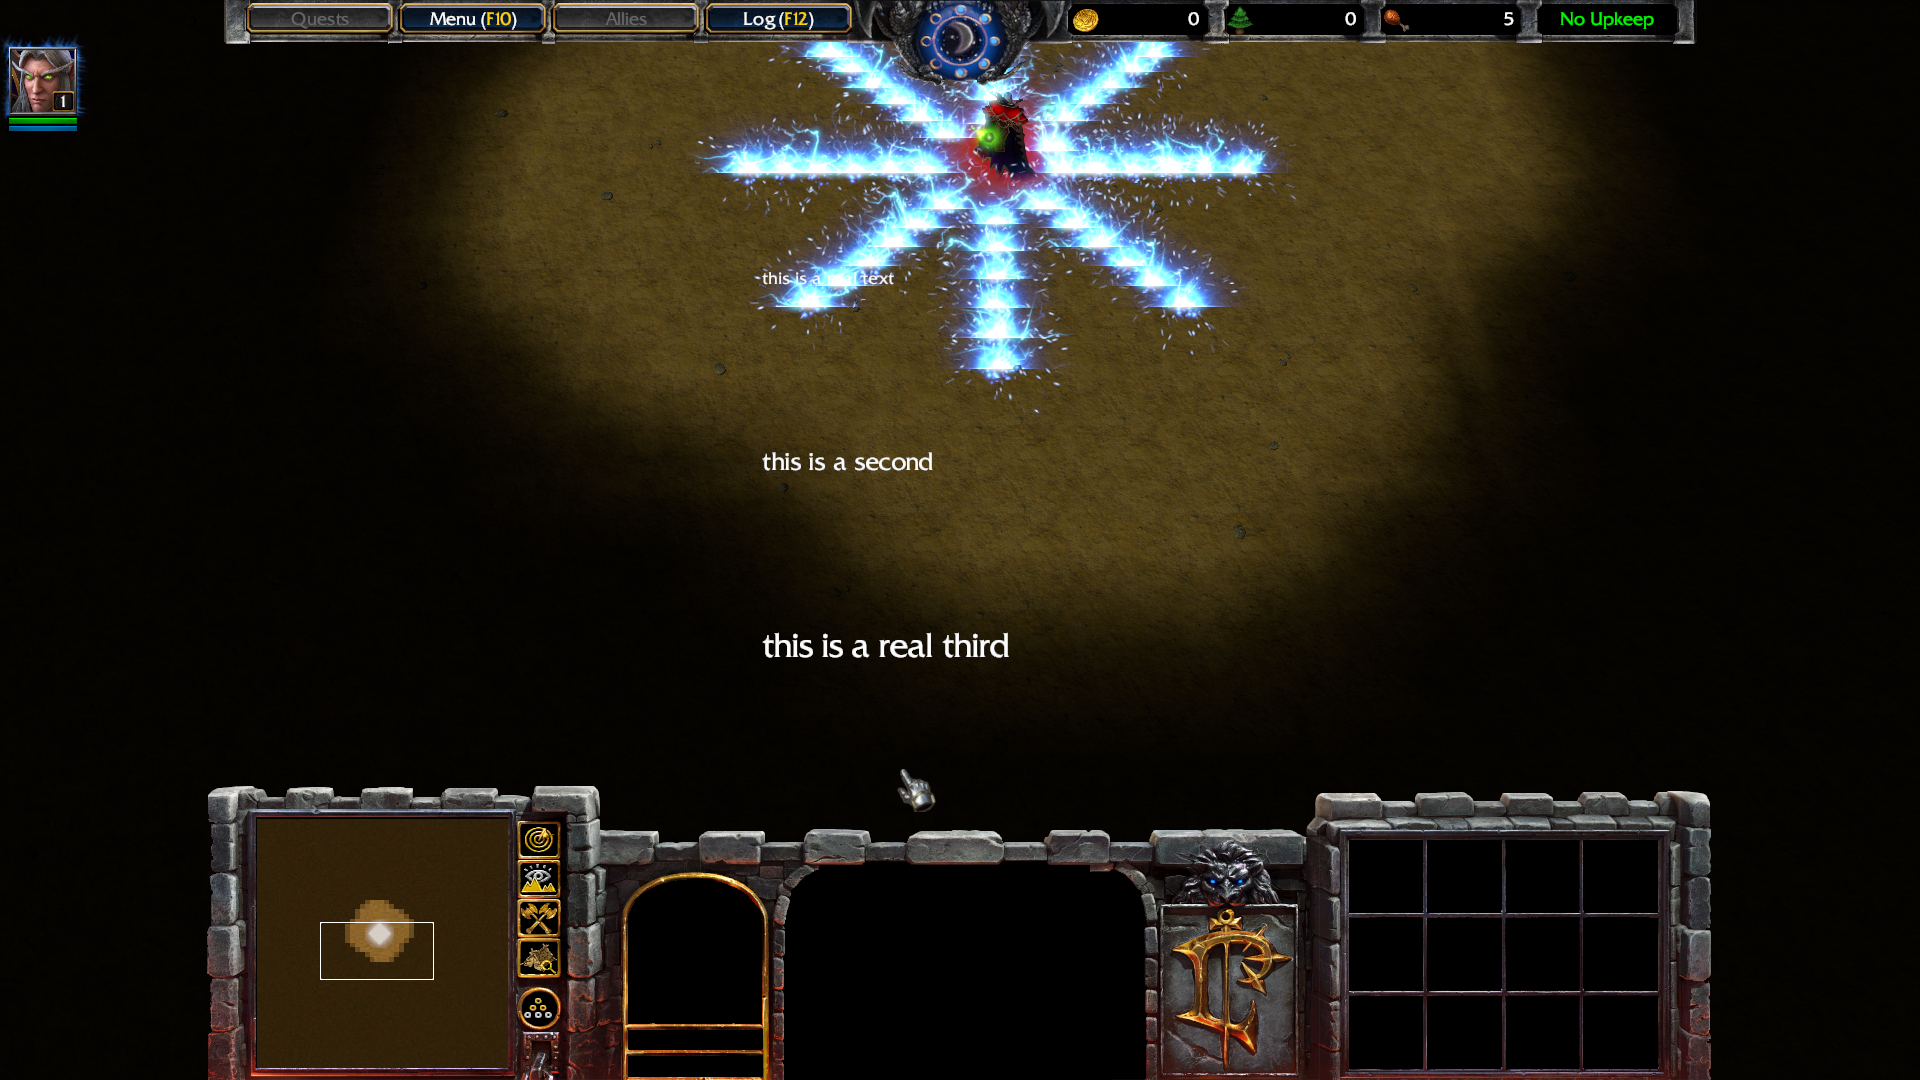 Quests
Menu (F10)
Allies
Log (F12)
0
0
5
No Upkeep
1
this is a real text
this is a second
this is a real third